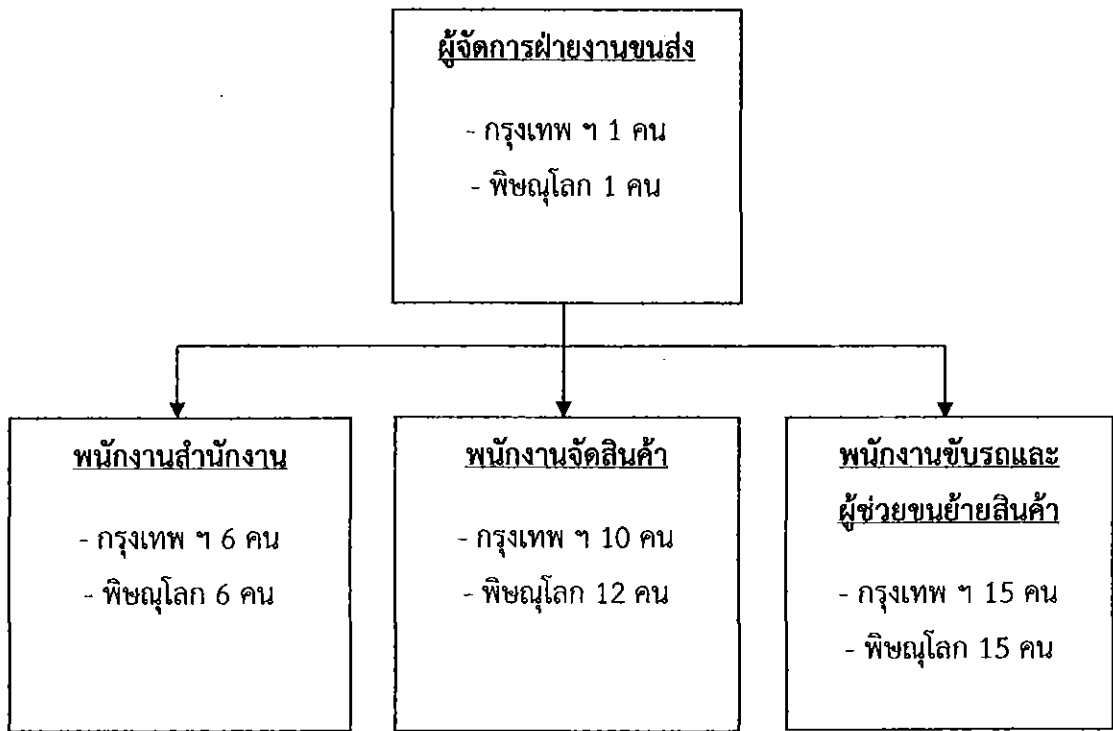 ผู้จัดการฝ่ายงานขนส่ง
- กรุงเทพ ฯ 1 คน
- พิษณุโลก 1 คน
พนักงานสำนักงาน
- กรุงเทพ ฯ 6 คน
- พิษณุโลก 6 คน
พนักงานจัดสินค้า
- กรุงเทพ ฯ 10 คน
- พิษณุโลก 12 คน
พนักงานขับรถและ
ผู้ช่วยขนย้ายสินค้า
- กรุงเทพ ฯ 15 คน
- พิษณุโลก 15 คน